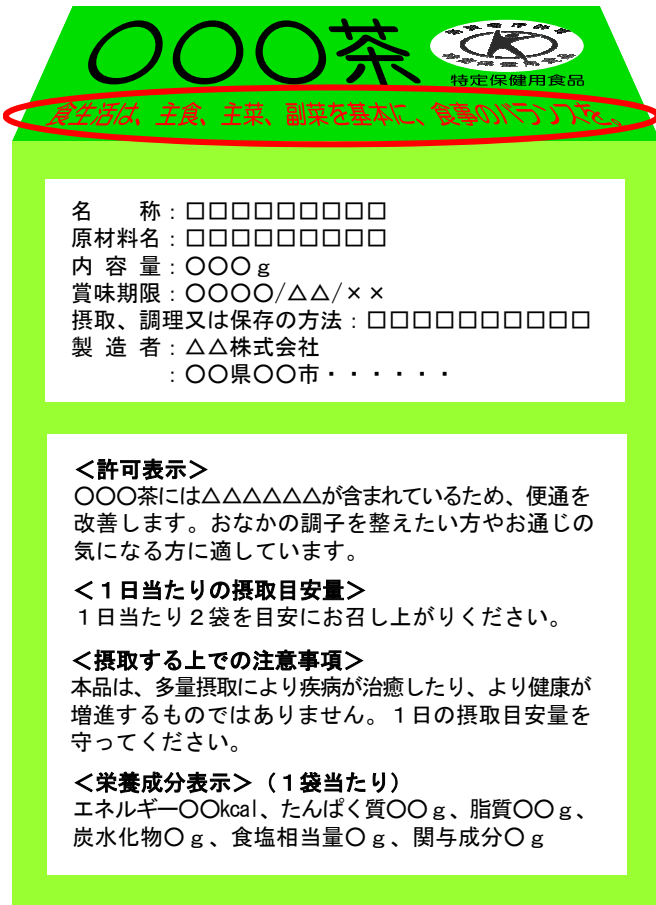 〇〇〇茶
特定保健用食品
食生活は、主食、主菜、副菜を基本に、食事のバランスを。
名　　称：□□□□□□□□□
原材料名：□□□□□□□□□
内 容 量：〇〇〇ｇ
賞味期限：〇〇〇〇/△△/××
摂取、調理又は保存の方法：□□□□□□□□□□
製 造 者：△△株式会社
：〇〇県〇〇市・・・・・・
＜許可表示＞
〇〇〇茶には△△△△△△が含まれているため、便通を
改善します。おなかの調子を整えたい方やお通じの
気になる方に適しています。
＜１日当たりの摂取目安量＞
１日当たり２袋を目安にお召し上がりください。
＜摂取する上での注意事項＞
本品は、多量摂取により疾病が治癒したり、より健康が
増進するものではありません。１日の摂取目安量を
守ってください。
＜栄養成分表示＞（１袋当たり）
エネルギー〇〇kcal、たんぱく質〇〇ｇ、脂質〇〇ｇ、
炭水化物〇ｇ、食塩相当量〇ｇ、関与成分〇ｇ